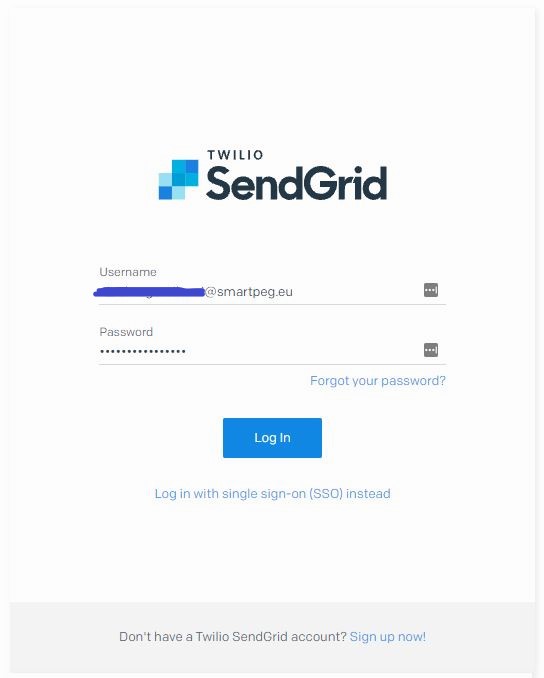 TWILIO
SendGrid
Username
@smartpeg.eu
Password
••••••••••••••••
Forgot your password?
Log In
Log in with single sign-on (SSO) instead
Don't have a Twilio SendGrid account? Sign up now!